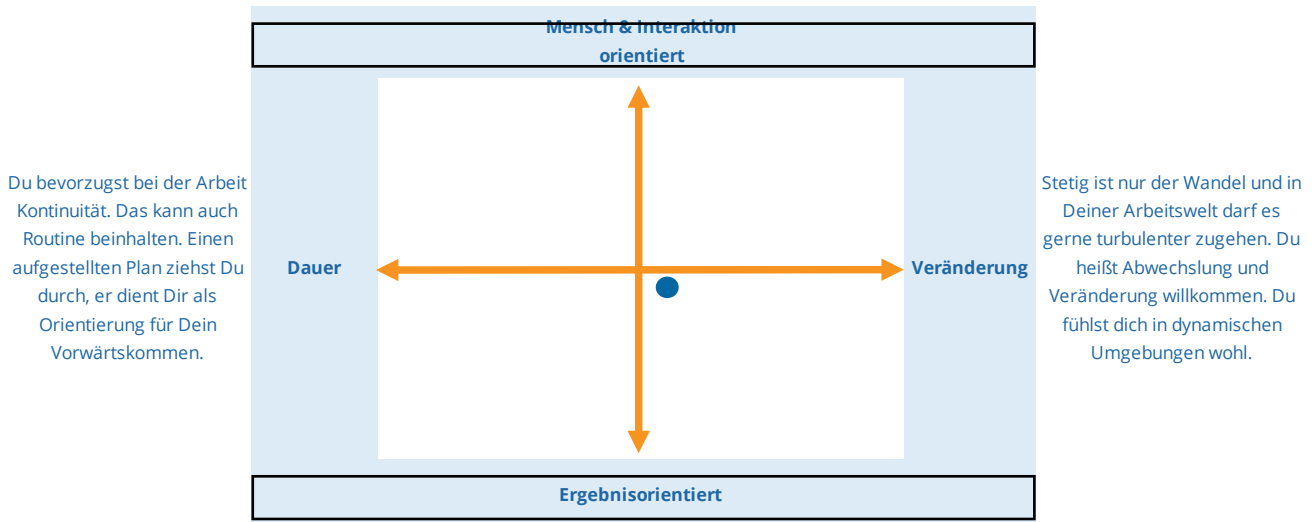 Mensch & Interaktion
orientiert
Du bevorzugst bei der Arbeit
Kontinuität. Das kann auch
Routine beinhalten. Einen
aufgestellten Plan ziehst Du
durch, er dient Dir als
Orientierung für Dein
Vorwärtskommen.
Dauer
Veränderung
Stetig ist nur der Wandel und in
Deiner Arbeitswelt darf es
gerne turbulenter zugehen. Du
heißt Abwechslung und
Veränderung willkommen. Du
fühlst dich in dynamischen
Umgebungen wohl.
Ergebnisorientiert